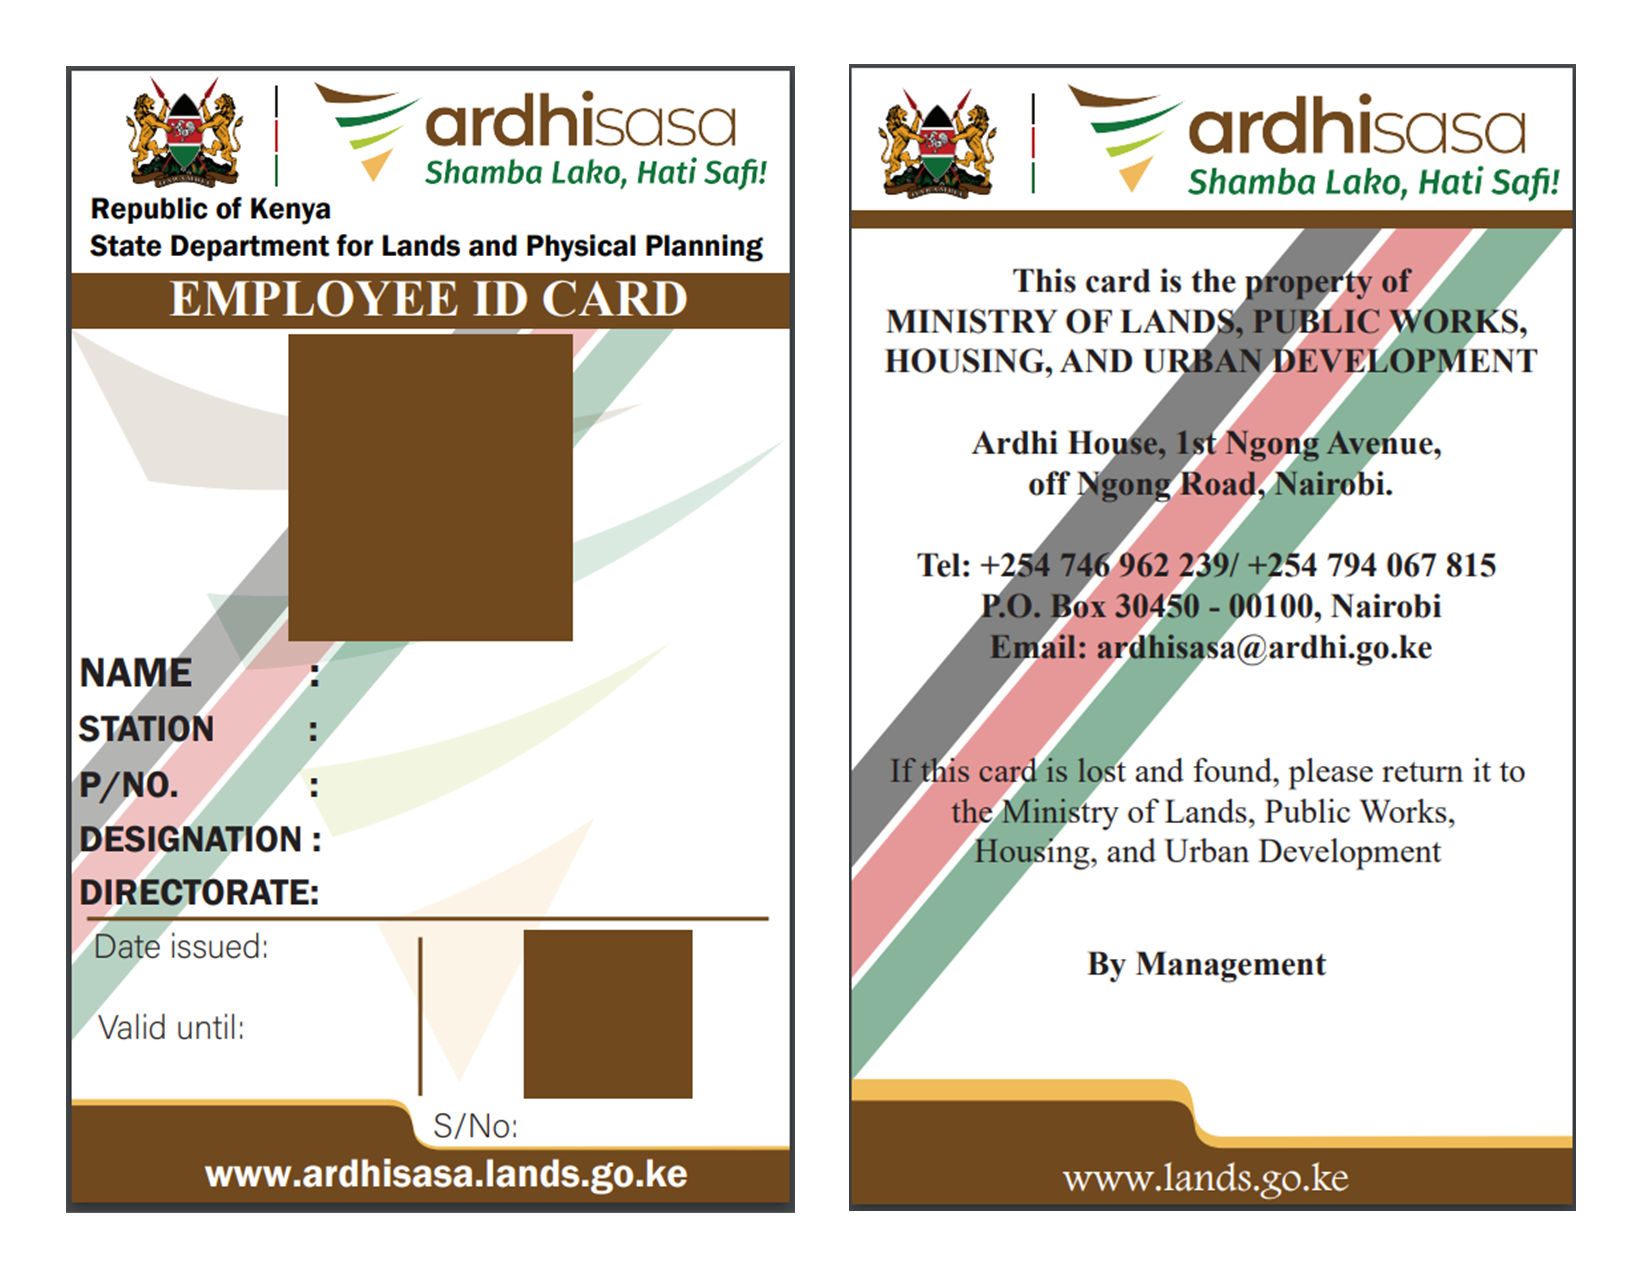 ardhisasa
Shamba Lako, Hati Safi!
Republic of Kenya
State Department for Lands and Physical Planning
EMPLOYEE ID CARD
NAME :
STATION :
P/NO. :
DESIGNATION :
DIRECTORATE:
Date issued:
Valid until:
S/No:
www.ardhisasa.lands.go.ke
ardhisasa
Shamba Lako, Hati Safi!
This card is the property of
MINISTRY OF LANDS, PUBLIC WORKS,
HOUSING, AND URBAN DEVELOPMENT
Ardhi House, 1st Ngong Avenue,
off Ngong Road, Nairobi.
Tel: +254 746 962 239/ +254 794 067 815
P.O. Box 30450 - 00100, Nairobi
Email: ardhisasa@ardhi.go.ke
If this card is lost and found, please return it to
the Ministry of Lands, Public Works,
Housing, and Urban Development
By Management
www.lands.go.ke